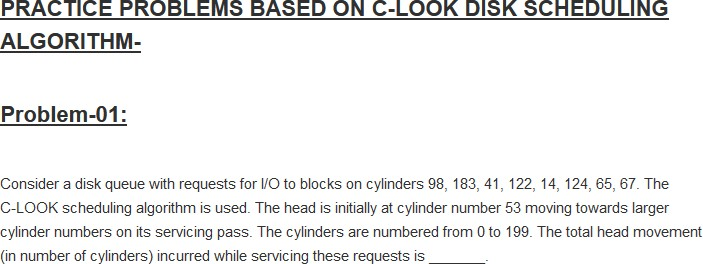 PRACTICE PROBLEMS BASED ON C-LOOK DISK SCHEDULING
ALGORITHM-
Problem-01:
Consider a disk queue with requests for I/O to blocks on cylinders 98, 183, 41, 122, 14, 124, 65, 67. The
C-LOOK scheduling algorithm is used. The head is initially at cylinder number 53 moving towards larger
cylinder numbers on its servicing pass. The cylinders are numbered from 0 to 199. The total head movement
(in number of cylinders) incurred while servicing these requests is _______.